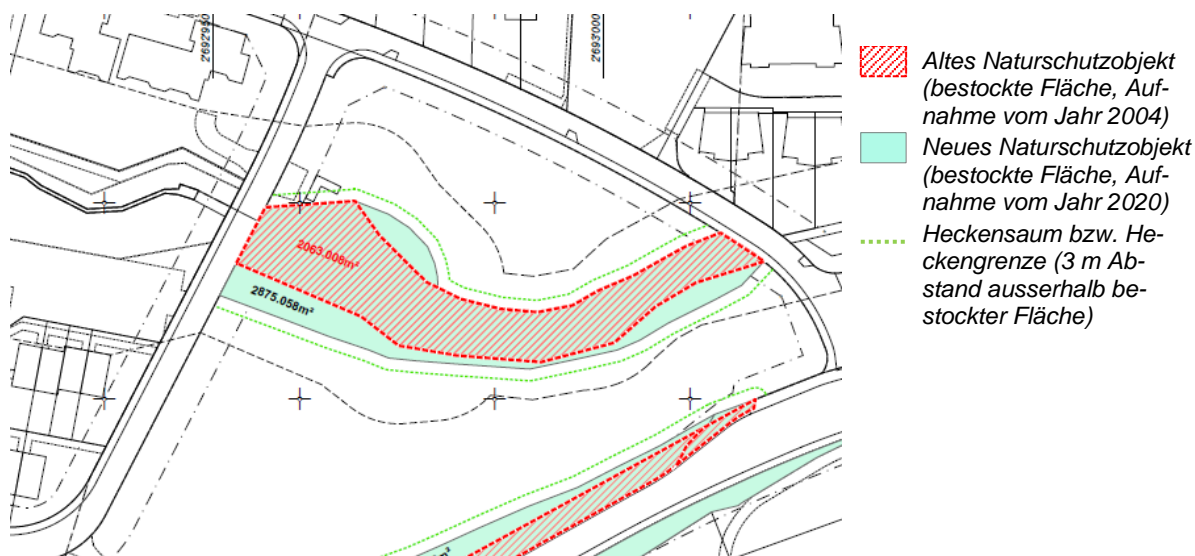 2692950
2693000
2063.008m²
2875.058m²
m²
Altes Naturschutzobjekt
(bestockte Fläche, Auf-
nahme vom Jahr 2004)
Neues Naturschutzobjekt
(bestockte Fläche, Auf-
nahme vom Jahr 2020)
Heckensaum bzw. He-
ckengrenze (3 m Ab-
stand ausserhalb be-
stockter Fläche)